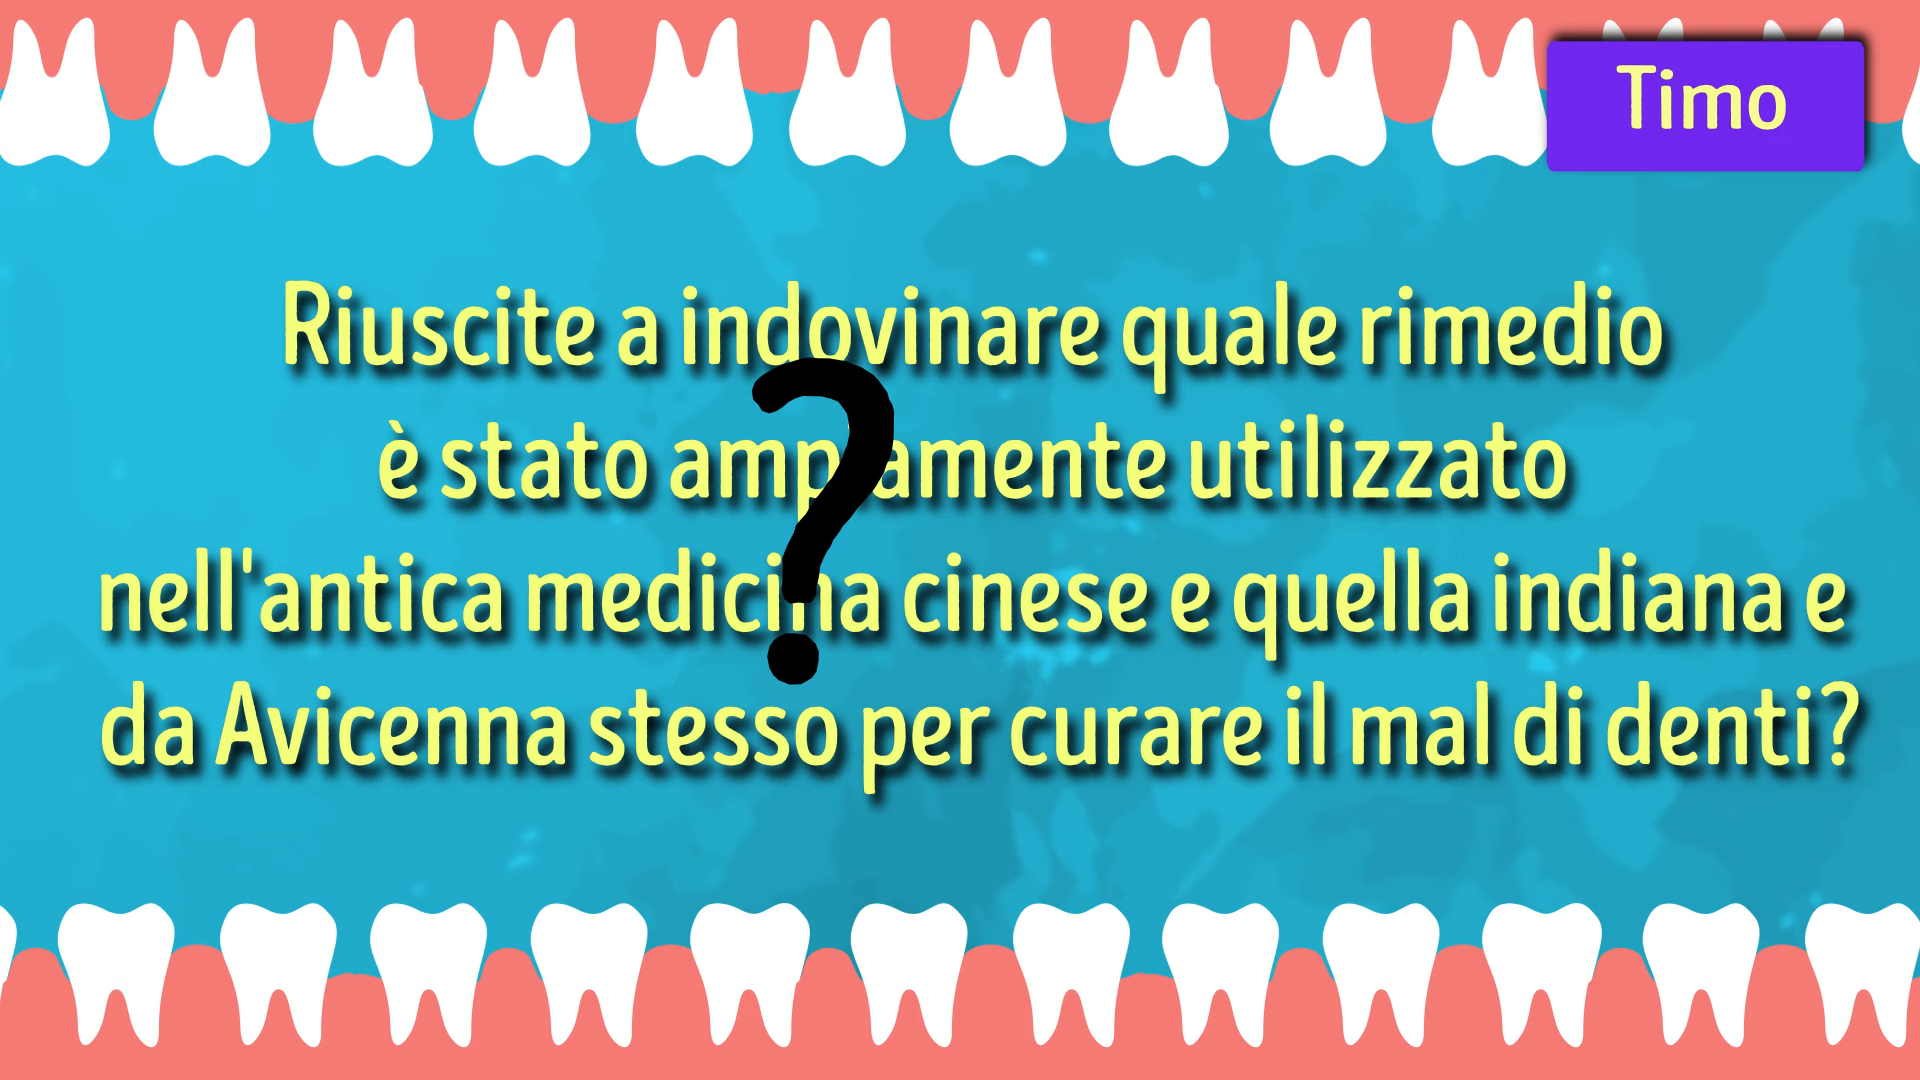 Timo
Riuscite a indovinare quale rimedio
è stato ampiamente utilizzato
nell'antica medicina cinese e quella indiana e
da Avicenna stesso per curare il mal di denti?
?